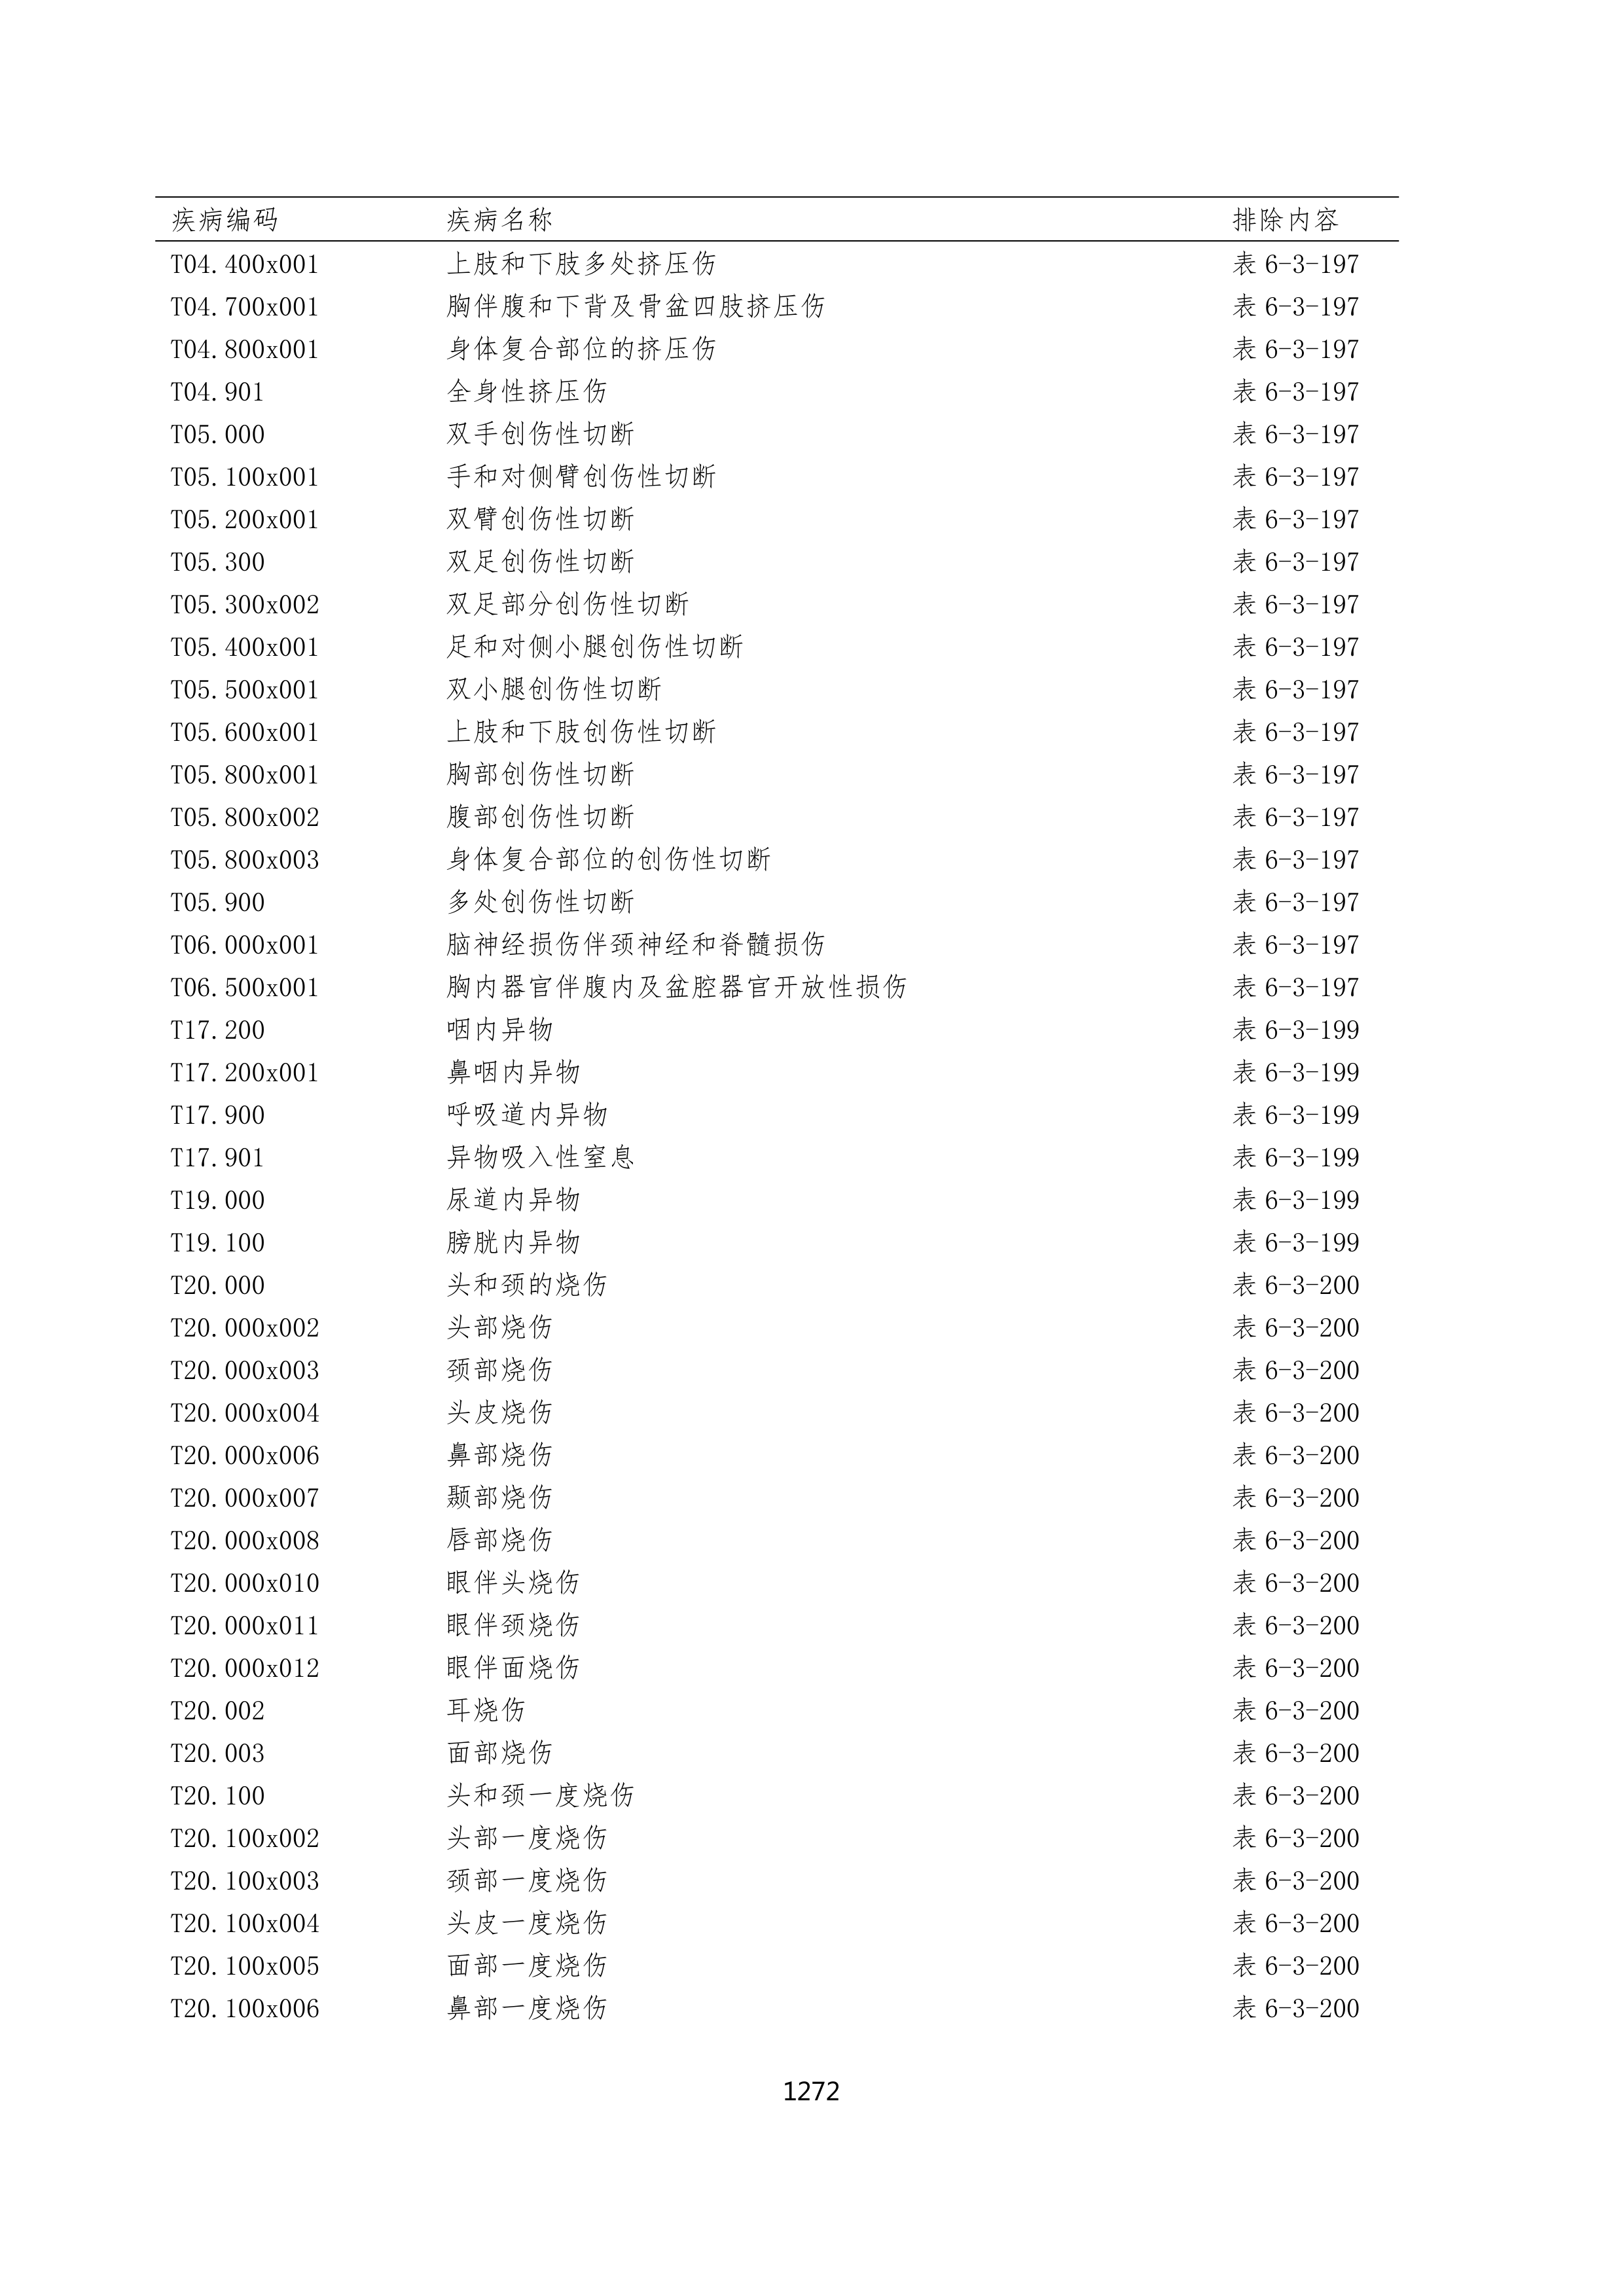 疾病编码 疾病名称 排除内容
T04.400x001 上肢和下肢多处挤压伤 表 6-3-197
T04.700x001 胸伴腹和下背及骨盆四肢挤压伤 表 6-3-197
T04.800x001 身体复合部位的挤压伤 表 6-3-197
T04.901 全身性挤压伤 表 6-3-197
T05.000 双手创伤性切断 表 6-3-197
T05.100x001 手和对侧臂创伤性切断 表 6-3-197
T05.200x001 双臂创伤性切断 表 6-3-197
T05.300 双足创伤性切断 表 6-3-197
T05.300x002 双足部分创伤性切断 表 6-3-197
T05.400x001 足和对侧小腿创伤性切断 表 6-3-197
T05.500x001 双小腿创伤性切断 表 6-3-197
T05.600x001 上肢和下肢创伤性切断 表 6-3-197
T05.800x001 胸部创伤性切断 表 6-3-197
T05.800x002 腹部创伤性切断 表 6-3-197
T05.800x003 身体复合部位的创伤性切断 表 6-3-197
T05.900 多处创伤性切断 表 6-3-197
T06.000x001 脑神经损伤伴颈神经和脊髓损伤 表 6-3-197
T06.500x001 胸内器官伴腹内及盆腔器官开放性损伤 表 6-3-197
T17.200 咽内异物 表 6-3-199
T17.200x001 鼻咽内异物 表 6-3-199
T17.900 呼吸道内异物 表 6-3-199
T17.901 异物吸入性窒息 表 6-3-199
T19.000 尿道内异物 表 6-3-199
T19.100 膀胱内异物 表 6-3-199
T20.000 头和颈的烧伤 表 6-3-200
T20.000x002 头部烧伤 表 6-3-200
T20.000x003 颈部烧伤 表 6-3-200
T20.000x004 头皮烧伤 表 6-3-200
T20.000x006 鼻部烧伤 表 6-3-200
T20.000x007 颞部烧伤 表 6-3-200
T20.000x008 唇部烧伤 表 6-3-200
T20.000x010 眼伴头烧伤 表 6-3-200
T20.000x011 眼伴颈烧伤 表 6-3-200
T20.000x012 眼伴面烧伤 表 6-3-200
T20.002 耳烧伤 表 6-3-200
T20.003 面部烧伤 表 6-3-200
T20.100 头和颈一度烧伤 表 6-3-200
T20.100x002 头部一度烧伤 表 6-3-200
T20.100x003 颈部一度烧伤 表 6-3-200
T20.100x004 头皮一度烧伤 表 6-3-200
T20.100x005 面部一度烧伤 表 6-3-200
T20.100x006 鼻部一度烧伤 表 6-3-200
1272